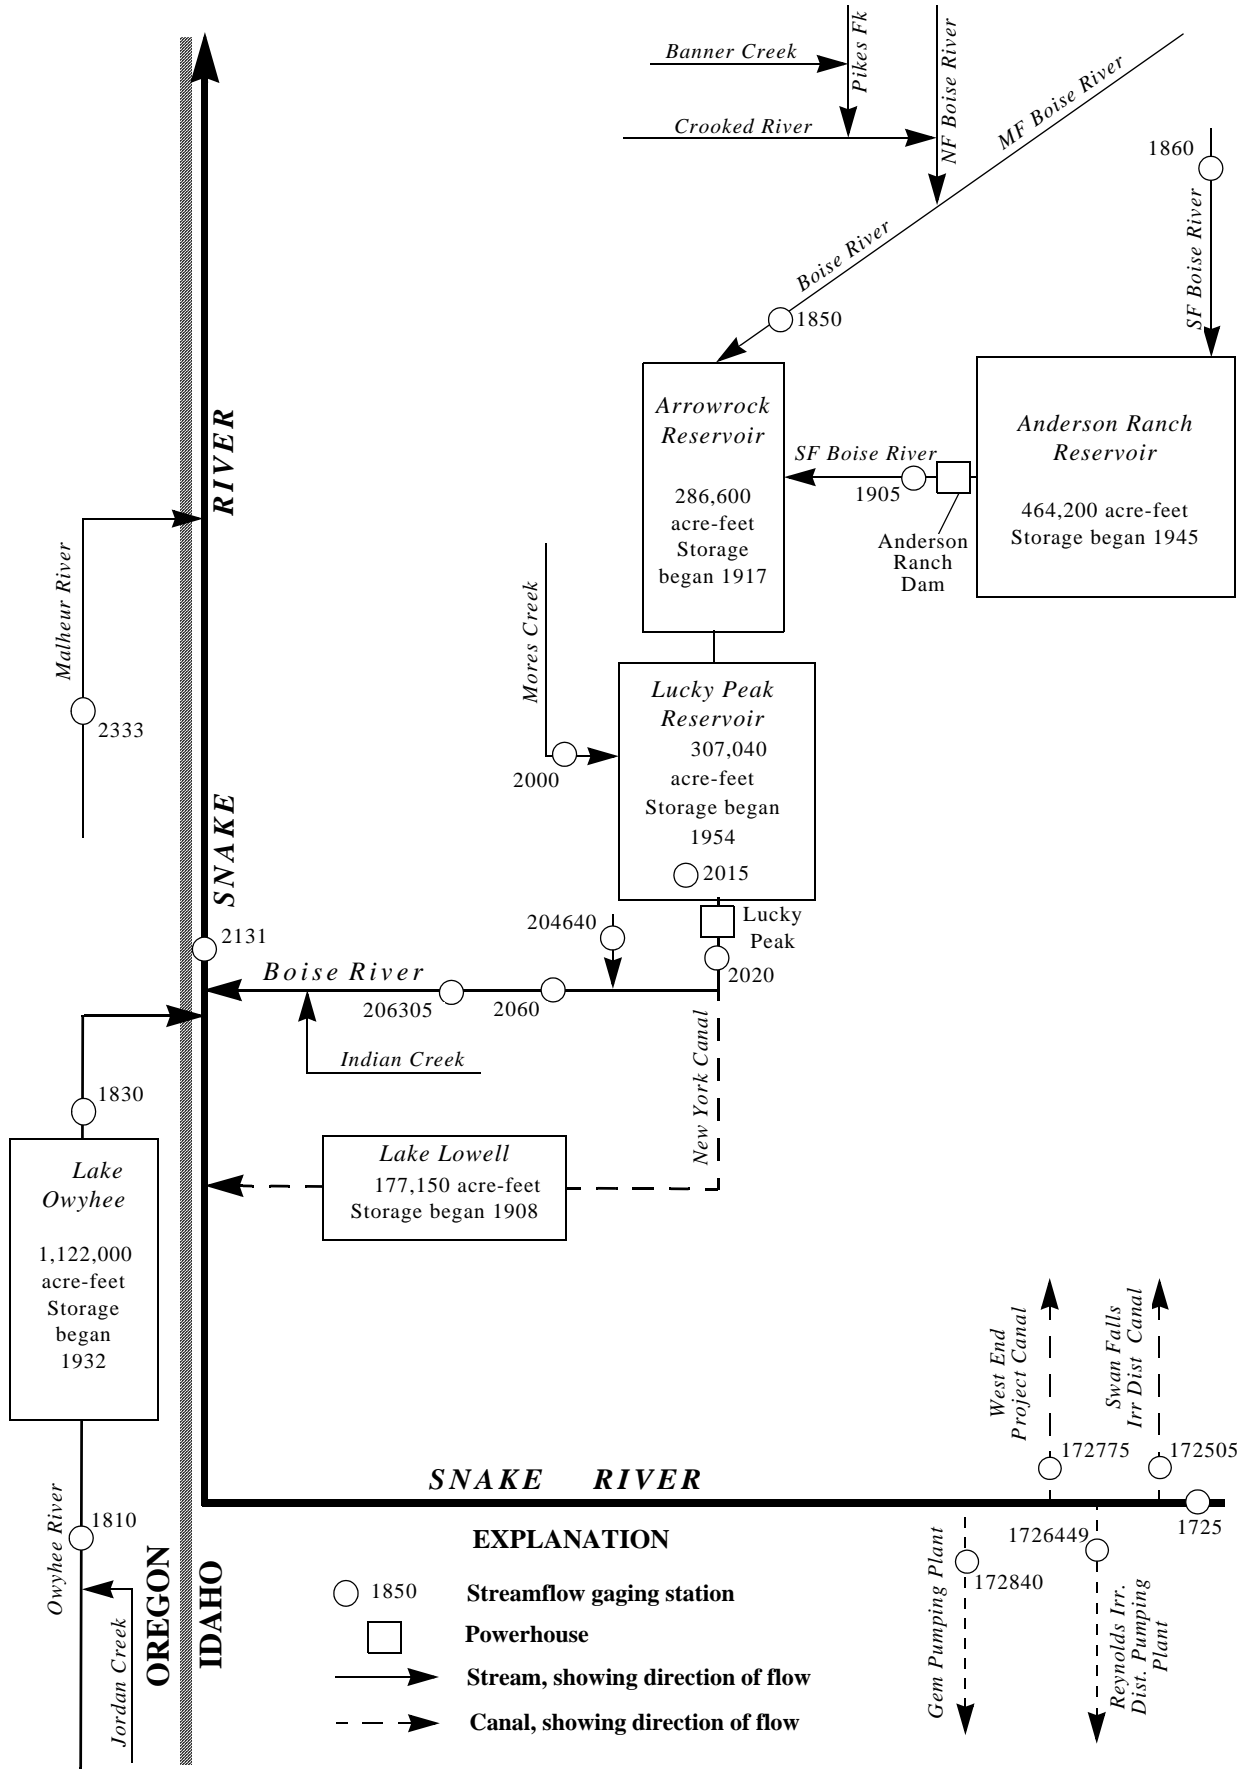 Banner Creek
Pikes Fk
NF Boise River
MF Boise River
Crooked River
1860
SF Boise River
Boise River
1850
Arrowrock
Reservoir
286,600
acre-feet
Storage
began 1917
SF Boise River
1905
Anderson
Ranch
Dam
Anderson Ranch
Reservoir
464,200 acre-feet
Storage began 1945
RIVER
SNAKE
Malheur River
2333
Mores Creek
2000
Lucky Peak
Reservoir
307,040
acre-feet
Storage began
1954
2015
Lucky
Peak
204640
2020
2131
Boise River
206305
2060
Indian Creek
New York Canal
1830
Lake
Owyhee
1,122,000
acre-feet
Storage
began
1932
Lake Lowell
177,150 acre-feet
Storage began 1908
West End
Project Canal
Swan Falls
Irr Dist Canal
172775
172505
SNAKE RIVER
1725
Owyhee River
1810
Jordan Creek
OREGON
IDAHO
Gem Pumping Plant
172840
1726449
Reynolds Irr.
Dist. Pumping
Plant
EXPLANATION
1850 Streamflow gaging station
Powerhouse
Stream, showing direction of flow
Canal, showing direction of flow